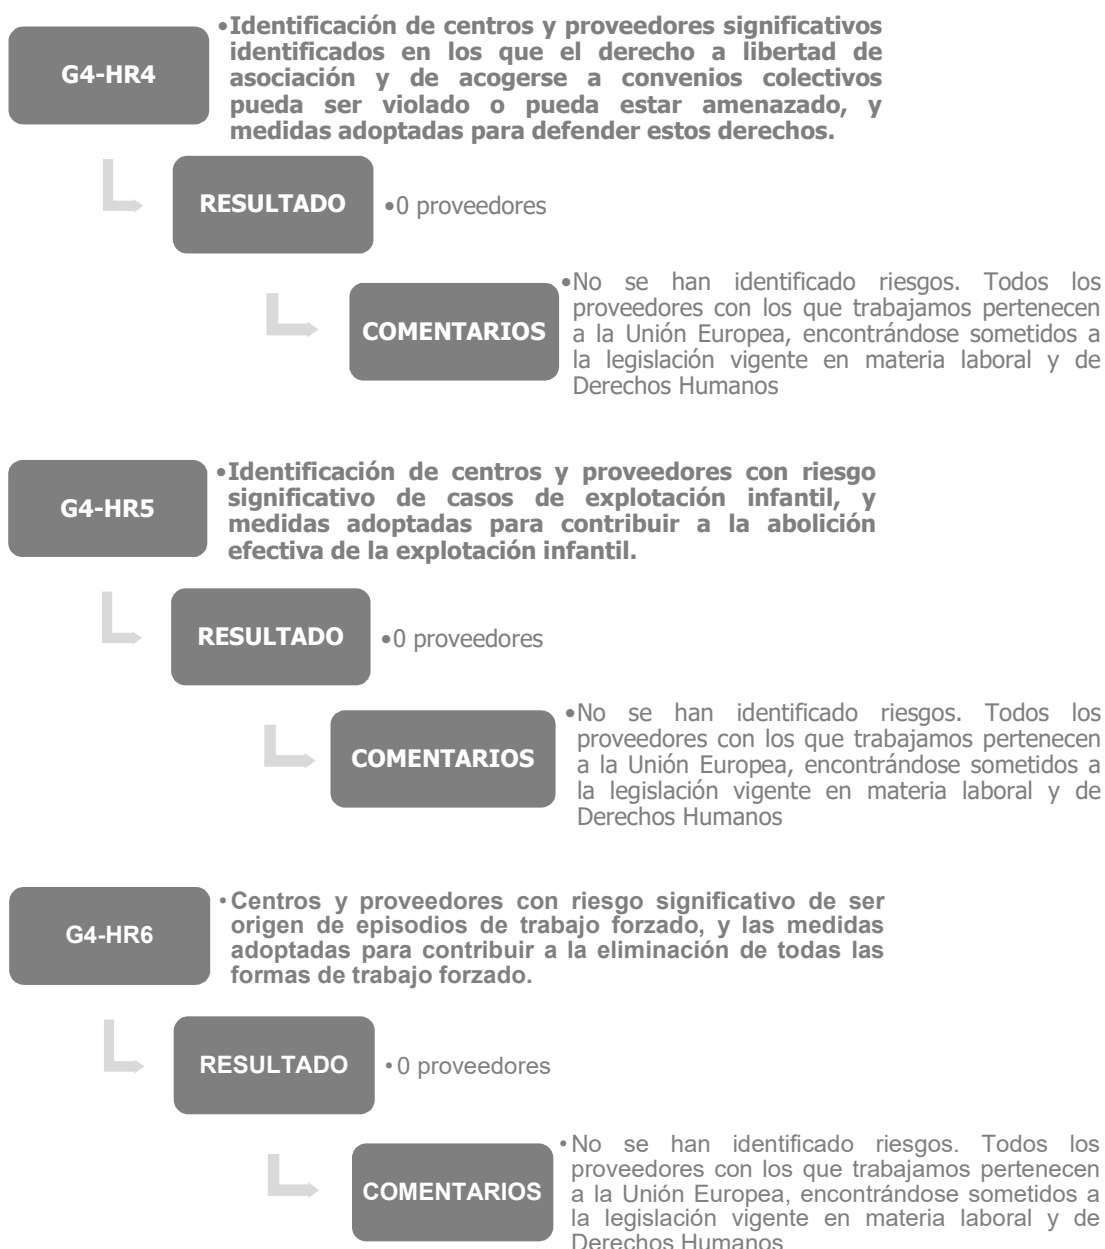 G4-HR4
•Identificación de centros y proveedores significativos
identificados en los que el derecho a libertad de
asociación y de acogerse a convenios colectivos
pueda ser violado o pueda estar amenazado, y
medidas adoptadas para defender estos derechos.
RESULTADO
•0 proveedores
COMENTARIOS
•No se han identificado riesgos. Todos los
proveedores con los que trabajamos pertenecen
a la Unión Europea, encontrándose sometidos a
la legislación vigente en materia laboral y de
Derechos Humanos
G4-HR5
•Identificación de centros y proveedores con riesgo
significativo de casos de explotación infantil, y
medidas adoptadas para contribuir a la abolición
efectiva de la explotación infantil.
RESULTADO
•0 proveedores
COMENTARIOS
•No se han identificado riesgos. Todos los
proveedores con los que trabajamos pertenecen
a la Unión Europea, encontrándose sometidos a
la legislación vigente en materia laboral y de
Derechos Humanos
G4-HR6
•Centros y proveedores con riesgo significativo de ser
origen de episodios de trabajo forzado, y las medidas
adoptadas para contribuir a la eliminación de todas las
formas de trabajo forzado.
RESULTADO
•0 proveedores
COMENTARIOS
•No se han identificado riesgos. Todos los
proveedores con los que trabajamos pertenecen
a la Unión Europea, encontrándose sometidos a
la legislación vigente en materia laboral y de
Derechos Humanos